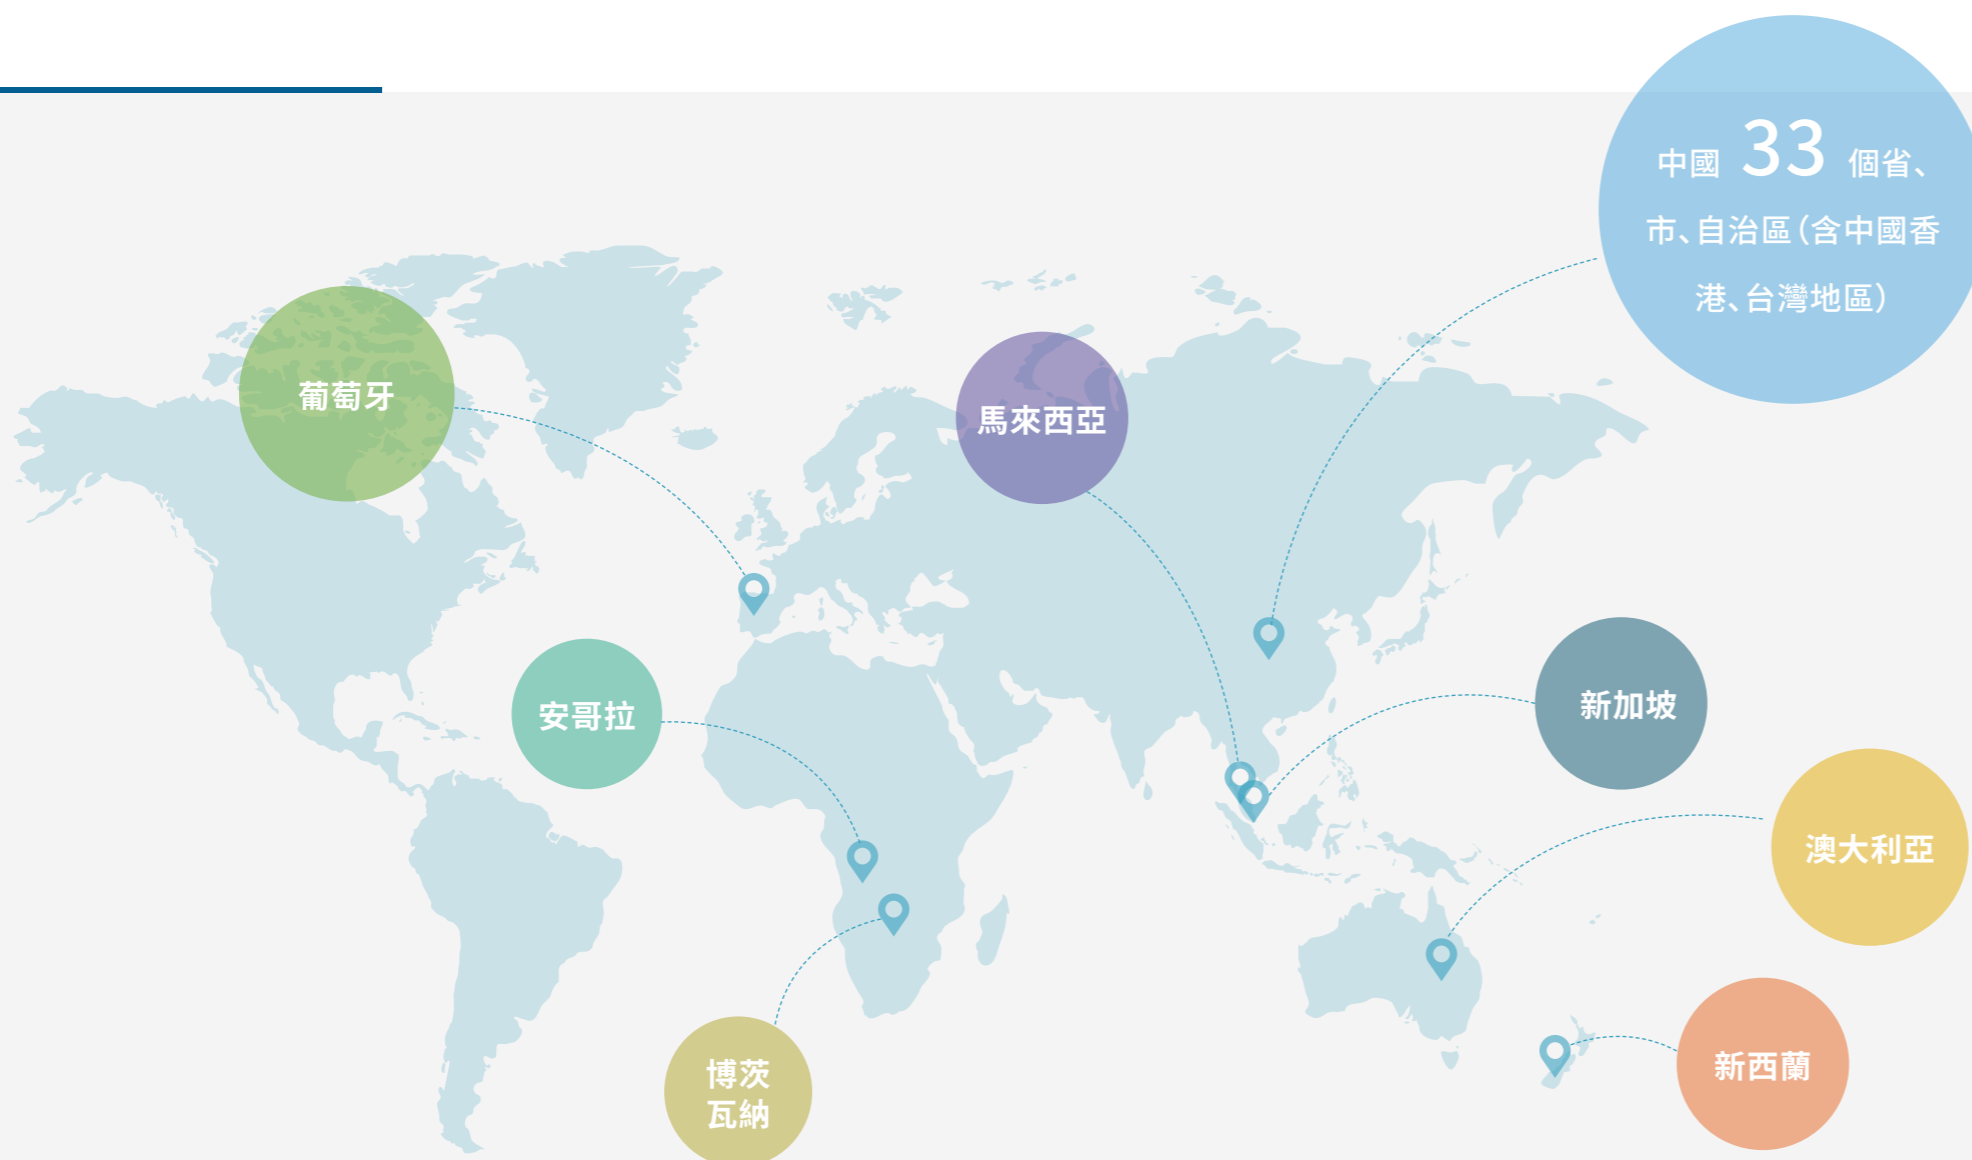 中國 33 個省、
市、自治區（含中國香
港、台灣地區）
葡萄牙
馬來西亞
新加坡
安哥拉
澳大利亞
新西蘭
博茨
瓦納